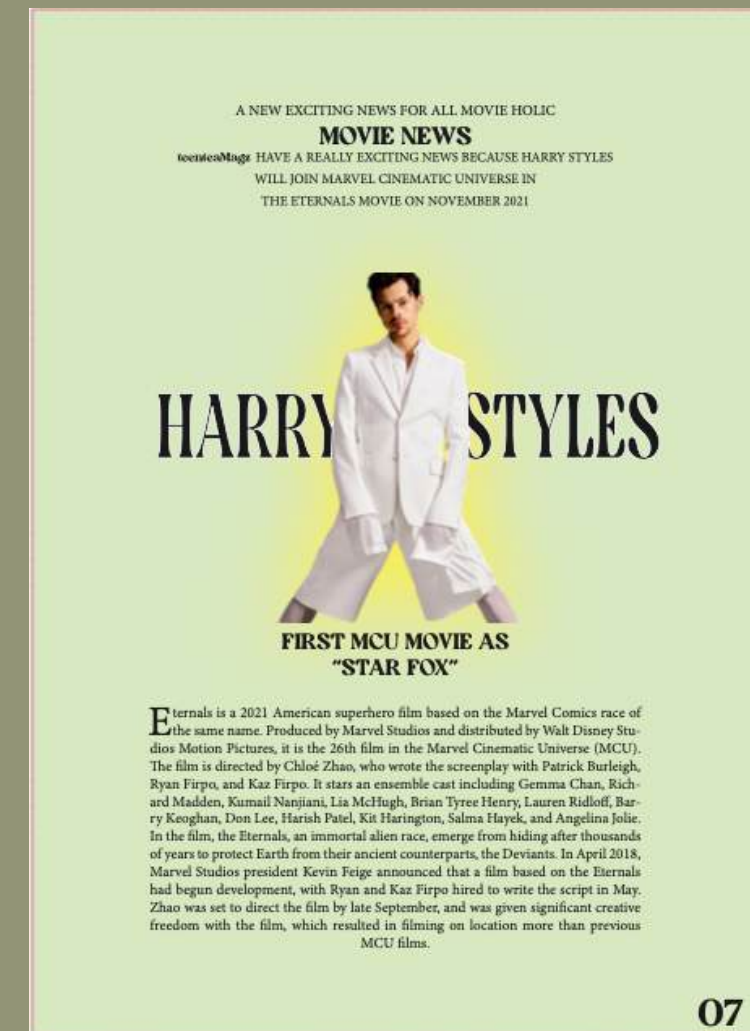 A NEW EXCITING NEWS FOR ALL MOVIE HOLIC
MOVIE NEWS
teenteaMagz HAVE A REALLY EXCITING NEWS BECAUSE HARRY STYLES
WILL JOIN MARVEL CINEMATIC UNIVERSE IN
THE ETERNALS MOVIE ON NOVEMBER 2021
HARRY STYLES
FIRST MCU MOVIE AS
"STAR FOX"
Eternals is a 2021 American superhero film based on the Marvel Comics race of
the same name. Produced by Marvel Studios and distributed by Walt Disney Stu-
dios Motion Pictures, it is the 26th film in the Marvel Cinematic Universe (MCU).
The film is directed by Chloé Zhao, who wrote the screenplay with Patrick Burleigh,
Ryan Firpo, and Kaz Firpo. It stars an ensemble cast including Gemma Chan, Rich-
ard Madden, Kumail Nanjiani, Lia McHugh, Brian Tyree Henry, Lauren Ridloff, Bar-
ry Keoghan, Don Lee, Harish Patel, Kit Harington, Salma Hayek, and Angelina Jolie.
In the film, the Eternals, an immortal alien race, emerge from hiding after thousands
of years to protect Earth from their ancient counterparts, the Deviants. In April 2018,
Marvel Studios president Kevin Feige announced that a film based on the Eternals
had begun development, with Ryan and Kaz Firpo hired to write the script in May.
Zhao was set to direct the film by late September, and was given significant creative
freedom with the film, which resulted in filming on location more than previous
MCU films.
07